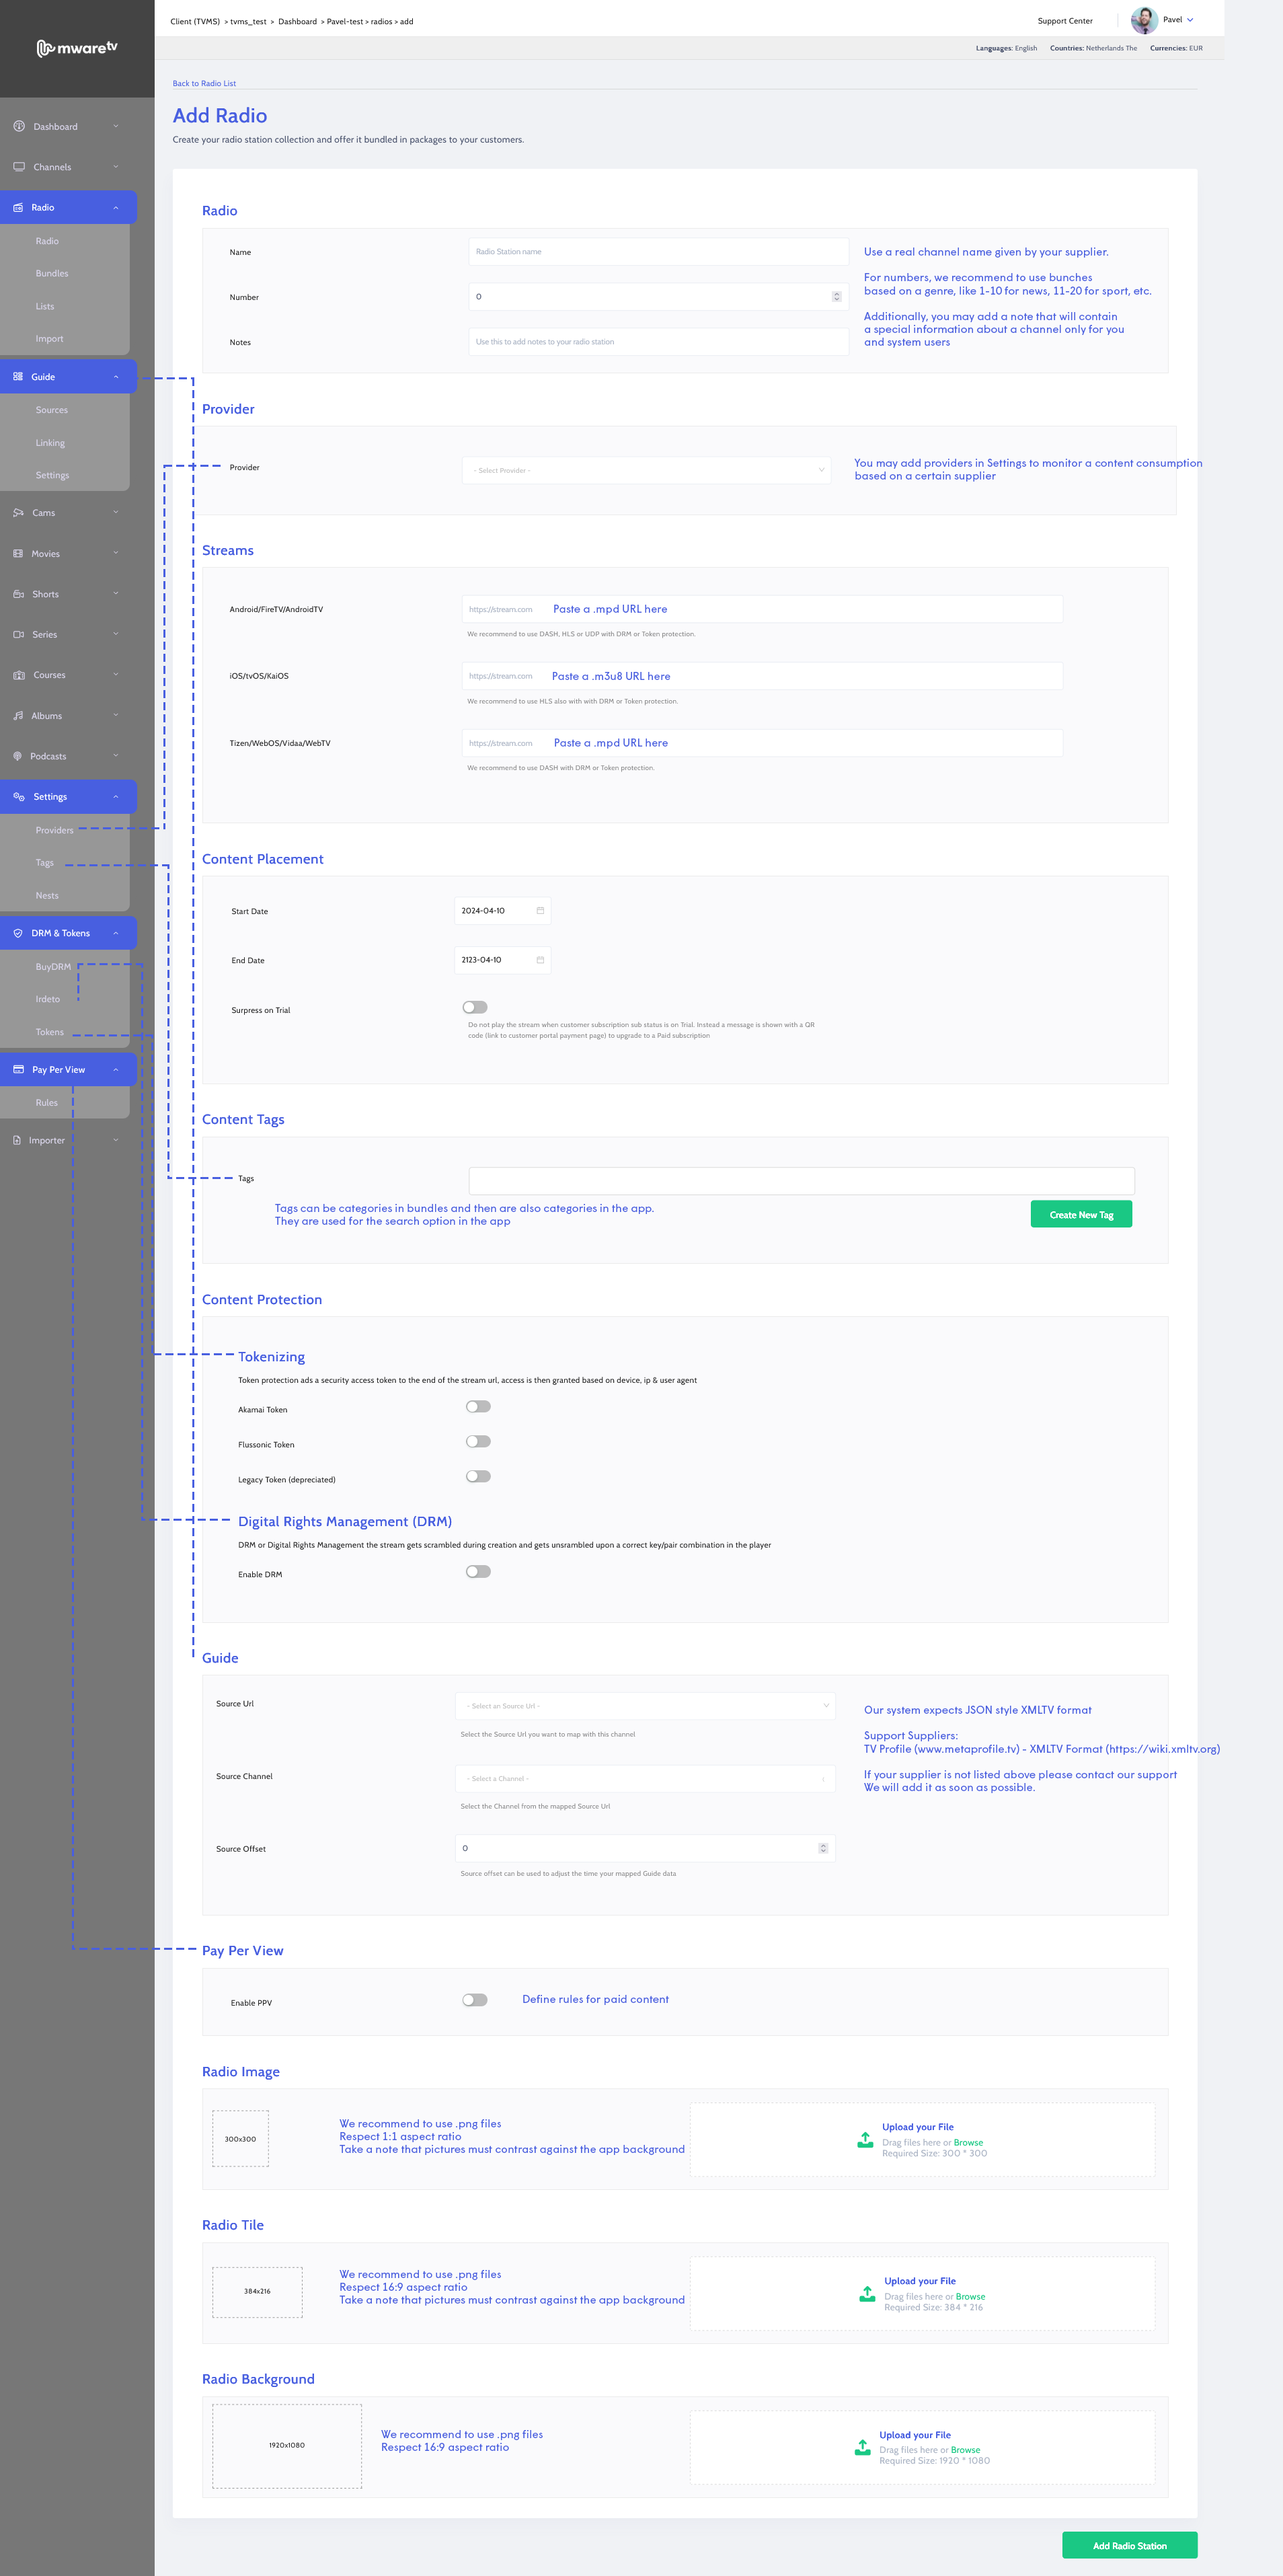 mwaretv
Client (TVMS) > tvms_test > Dashboard > Pavel-test > radios > add
Support Center
Pavel
Languages: English Countries: Netherlands The Currencies: EUR
Dashboard
Channels
Radio
Radio
Bundles
Lists
Import
Guide
Sources
Linking
Settings
Cams
Movies
Shorts
Series
Courses
Albums
Podcasts
Settings
Providers
Tags
Nests
DRM & Tokens
BuyDRM
Irdeto
Tokens
Pay Per View
Rules
Importer
Back to Radio List
Add Radio
Create your radio station collection and offer it bundled in packages to your customers.
Radio
Name
Radio Station name
Number
0
Notes
Use this to add notes to your radio station
Use a real channel name given by your supplier.
For numbers, we recommend to use bunches
based on a genre, like 1-10 for news, 11-20 for sport, etc.
Additionally, you may add a note that will contain
a special information about a channel only for you
and system users
Provider
Provider
- Select Provider -
You may add providers in Settings to monitor a content consumption
based on a certain supplier
Streams
Android/FireTV/AndroidTV
https://stream.com
Paste a .mpd URL here
We recommend to use DASH, HLS or UDP with DRM or Token protection.
iOS/tvOS/KaiOS
https://stream.com
Paste a .m3u8 URL here
We recommend to use HLS also with with DRM or Token protection.
Tizen/WebOS/Vidaa/WebTV
https://stream.com
Paste a .mpd URL here
We recommend to use DASH with DRM or Token protection.
Content Placement
Start Date
2024-04-10
End Date
2123-04-10
Surpress on Trial
Do not play the stream when customer subscription sub status is on Trial. Instead a message is shown with a QR
code (link to customer portal payment page) to upgrade to a Paid subscription
Content Tags
Tags
Tags can be categories in bundles and then are also categories in the app.
They are used for the search option in the app
Create New Tag
Content Protection
Tokenizing
Token protection ads a security access token to the end of the stream url, access is then granted based on device, ip & user agent
Akamai Token
Flussonic Token
Legacy Token (depreciated)
Digital Rights Management (DRM)
DRM or Digital Rights Management the stream gets scrambled during creation and gets unsrambled upon a correct key/pair combination in the player
Enable DRM
Guide
Source Url
- Select an Source Url -
Select the Source Url you want to map with this channel
Source Channel
- Select a Channel -
Select the Channel from the mapped Source Url
Source Offset
0
Source offset can be used to adjust the time your mapped Guide data
Our system expects JSON style XMLTV format
Support Suppliers:
TV Profile (www.metaprofile.tv) - XMLTV Format (https://wiki.xmltv.org)
If your supplier is not listed above please contact our support
We will add it as soon as possible.
Pay Per View
Enable PPV
Define rules for paid content
Radio Image
300x300
We recommend to use .png files
Respect 1:1 aspect ratio
Take a note that pictures must contrast against the app background
Upload your File
Drag files here or Browse
Required Size: 300 * 300
Radio Tile
384x216
We recommend to use .png files
Respect 16:9 aspect ratio
Take a note that pictures must contrast against the app background
Upload your File
Drag files here or Browse
Required Size: 384 * 216
Radio Background
1920x1080
We recommend to use .png files
Respect 16:9 aspect ratio
Upload your File
Drag files here or Browse
Required Size: 1920 * 1080
Add Radio Station